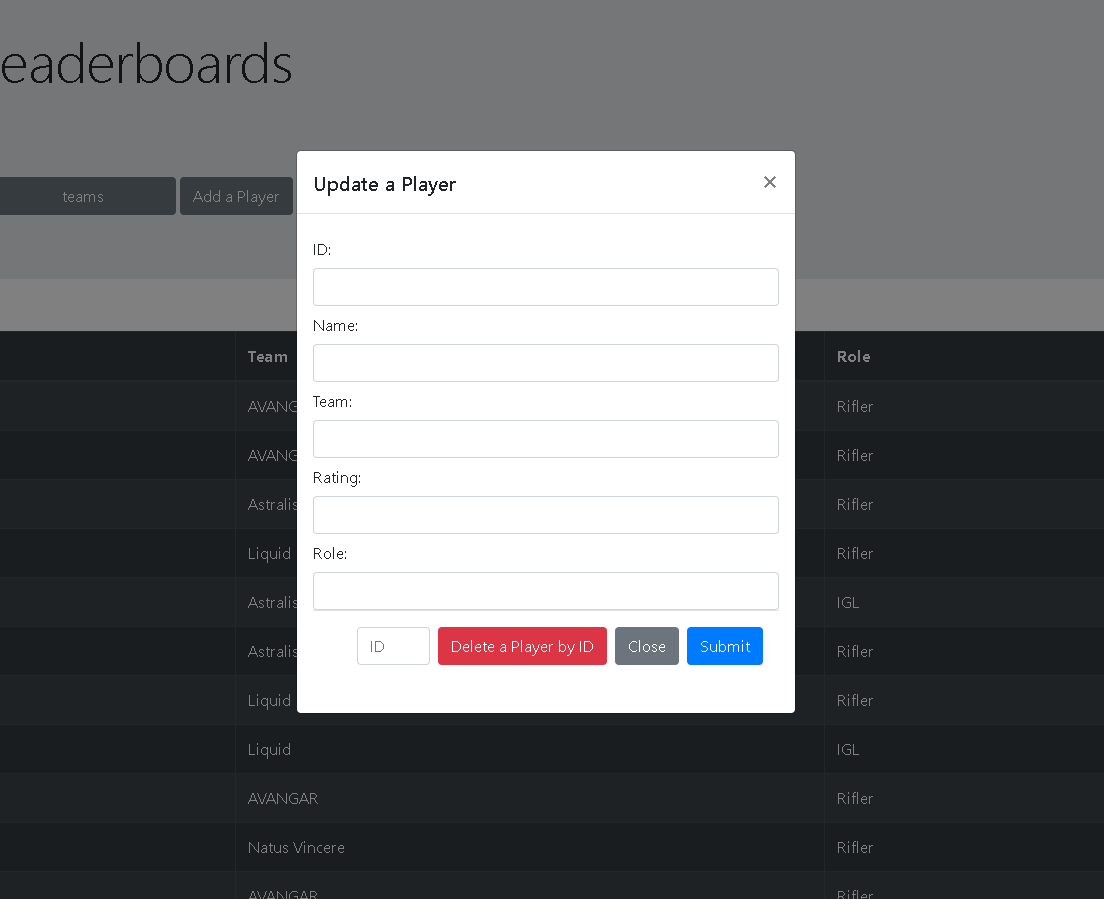 eaderboards
teams
Add a Player
Update a Player
×
ID:
Name:
Team:
Rating:
Role:
ID
Delete a Player by ID
Close
Submit
Team Role
AVANG Rifler
AVANG Rifler
Astralis Rifler
Liquid Rifler
Astralis IGL
Astralis Rifler
Liquid Rifler
Liquid IGL
AVANGAR Rifler
Natus Vincere Rifler
AVANGAR Rifler